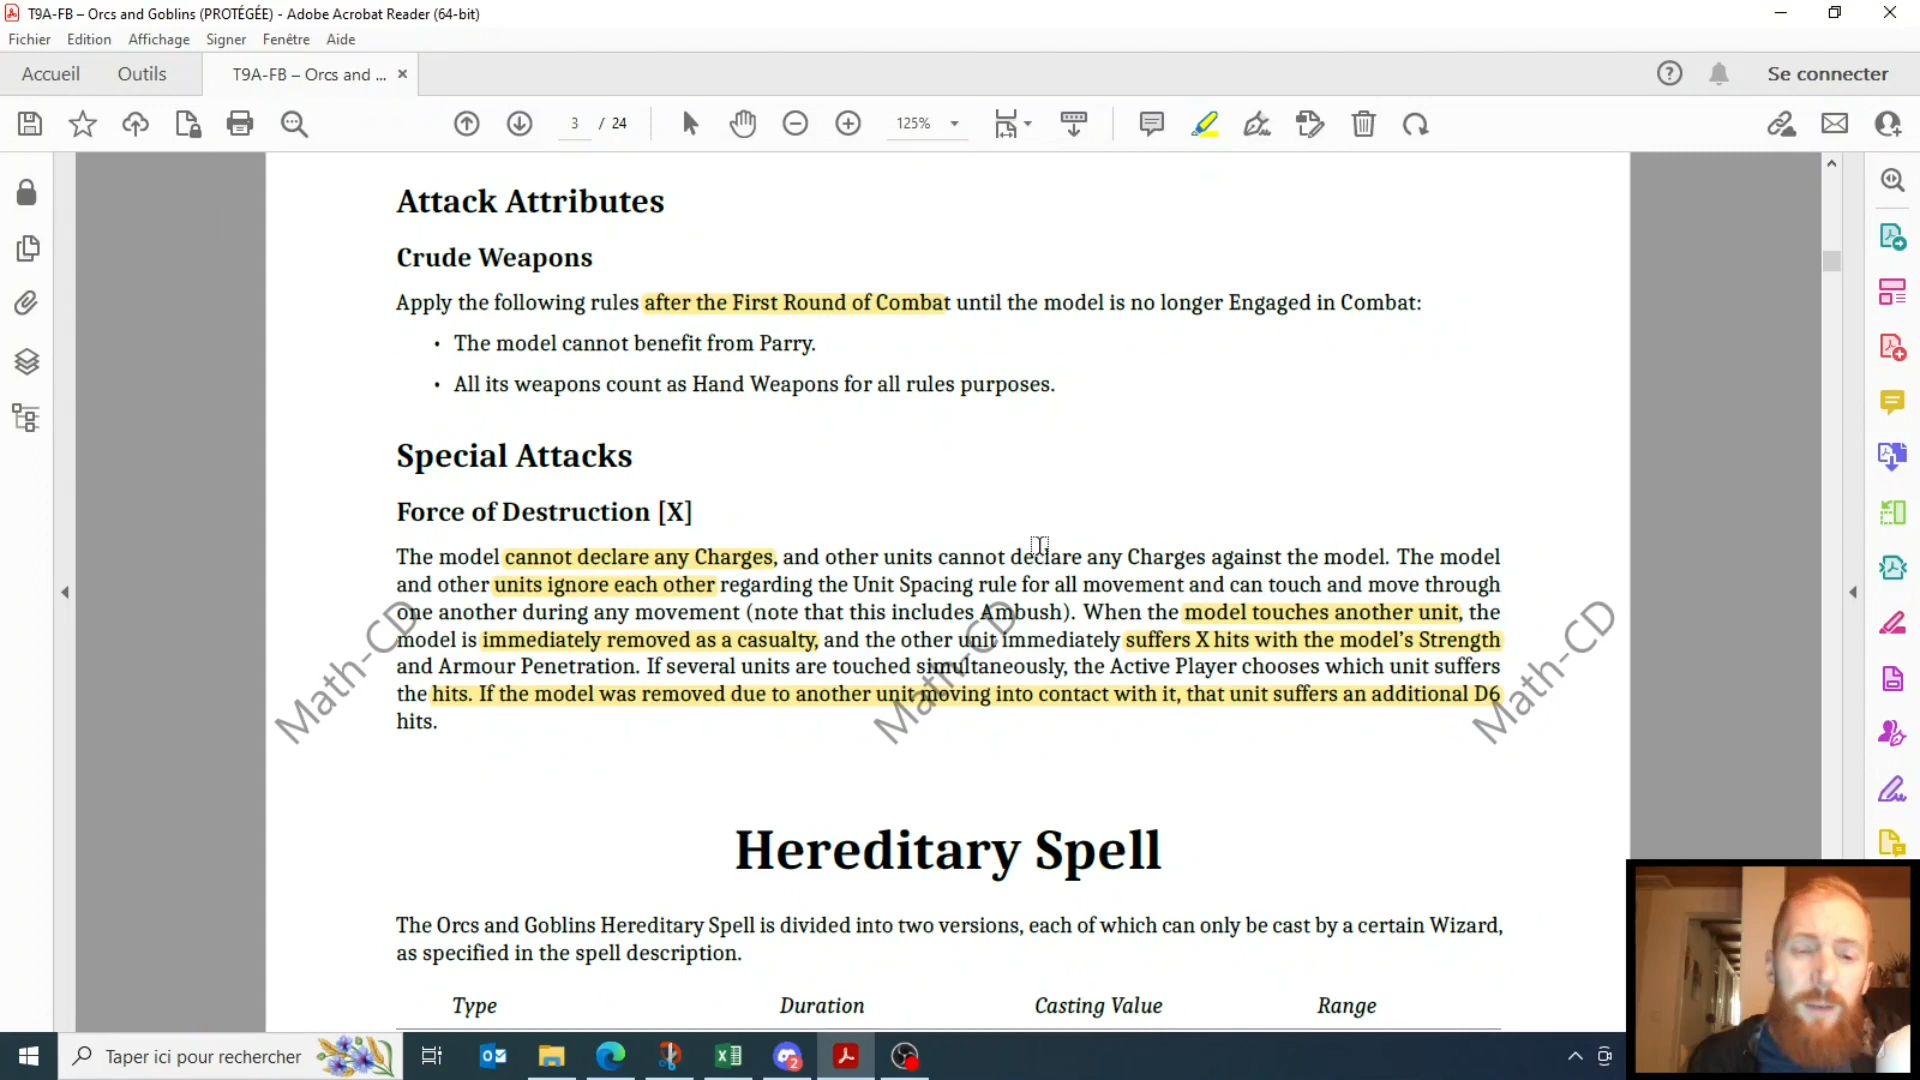 T9A-FB – Orcs and Goblins (PROTÉGÉE) - Adobe Acrobat Reader (64-bit)
Fichier Edition Affichage Signer Fenêtre Aide
Accueil Outils T9A-FB – Orcs and ... × Se connecter
3 / 24 125%
Attack Attributes
Crude Weapons
Apply the following rules after the First Round of Combat until the model is no longer Engaged in Combat:
• The model cannot benefit from Parry.
• All its weapons count as Hand Weapons for all rules purposes.
Special Attacks
Force of Destruction [X]
The model cannot declare any Charges, and other units cannot declare any Charges against the model. The model
and other units ignore each other regarding the Unit Spacing rule for all movement and can touch and move through
one another during any movement (note that this includes Ambush). When the model touches another unit, the
model is immediately removed as a casualty, and the other unit immediately suffers X hits with the model’s Strength
and Armour Penetration. If several units are touched simultaneously, the Active Player chooses which unit suffers
the hits. If the model was removed due to another unit moving into contact with it, that unit suffers an additional D6
hits.
Math-CD Math-CD Math-CD
Hereditary Spell
The Orcs and Goblins Hereditary Spell is divided into two versions, each of which can only be cast by a certain Wizard,
as specified in the spell description.
Type Duration Casting Value Range
Taper ici pour rechercher 2